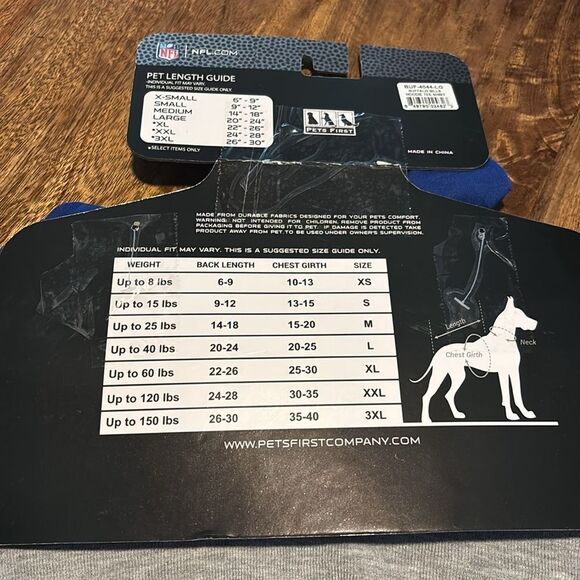 NFL | NFL.COM
PET LENGTH GUIDE
*INDIVIDUAL FIT MAY VARY.
THIS IS A SUGGESTED SIZE GUIDE ONLY.
X-SMALL 6" - 9"
SMALL 9" - 12"
MEDIUM 14" - 18"
LARGE 20" - 24"
*XL 22" - 26"
*XXL 24" - 28"
*3XL 26" - 30"
*SELECT ITEMS ONLY
PETS FIRST
BUF-4044-LG
BUFFALO BILLS
HOODIE TEE SHIRT
MADE IN CHINA
MADE FROM DURABLE FABRICS DESIGNED FOR YOUR PETS COMFORT.
WARNING: NOT INTENDED FOR CHILDREN. REMOVE PRODUCT FROM
PACKAGING BEFORE GIVING IT TO PET. IF DAMAGE IS DETECTED TAKE
PRODUCT AWAY FROM PET.TO BE USED UNDER OWNER'S SUPERVISION.
INDIVIDUAL FIT MAY VARY. THIS IS A SUGGESTED SIZE GUIDE ONLY.
WEIGHT BACK LENGTH CHEST GIRTH SIZE
Up to 8 lbs 6-9 10-13 XS
Up to 15 lbs 9-12 13-15 S
Up to 25 lbs 14-18 15-20 M
Up to 40 lbs 20-24 20-25 L
Up to 60 lbs 22-26 25-30 XL
Up to 120 lbs 24-28 30-35 XXL
Up to 150 lbs 26-30 35-40 3XL
Length
Neck
Chest Girth
WWW.PETSFIRSTCOMPANY.COM